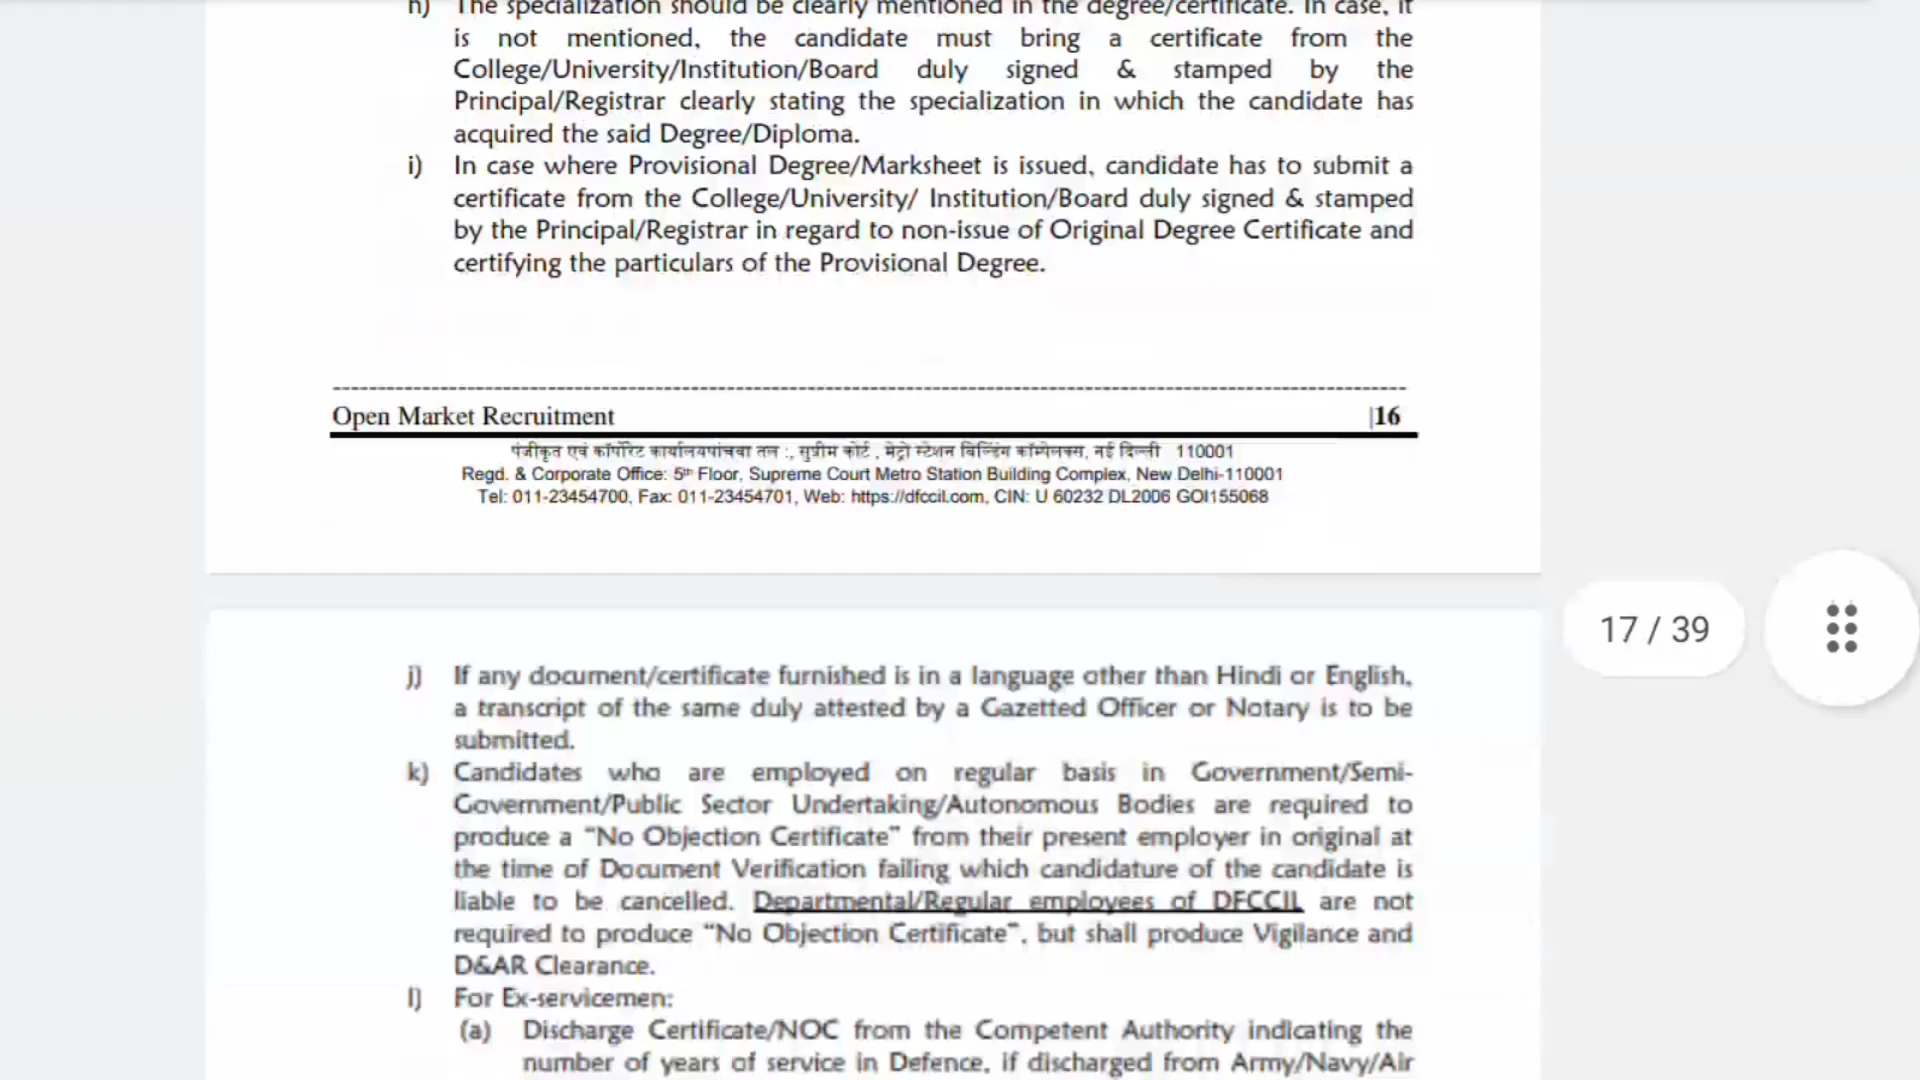 h) The specialization should be clearly mentioned in the degree/certificate. In case, it
is not mentioned, the candidate must bring a certificate from the
College/University/Institution/Board duly signed & stamped by the
Principal/Registrar clearly stating the specialization in which the candidate has
acquired the said Degree/Diploma.
i) In case where Provisional Degree/Marksheet is issued, candidate has to submit a
certificate from the College/University/ Institution/Board duly signed & stamped
by the Principal/Registrar in regard to non-issue of Original Degree Certificate and
certifying the particulars of the Provisional Degree.
Open Market Recruitment |16
पंजीकृत एवं कॉर्पोरेट कार्यालयपांचवा तल :, सुप्रीम कोर्ट , मेट्रो स्टेशन बिल्डिंग कॉम्पेलक्स, नई दिल्ली 110001
Regd. & Corporate Office: 5th Floor, Supreme Court Metro Station Building Complex, New Delhi-110001
Tel: 011-23454700, Fax: 011-23454701, Web: https://dfccil.com, CIN: U 60232 DL2006 GOI155068
17 / 39
j) If any document/certificate furnished is in a language other than Hindi or English,
a transcript of the same duly attested by a Gazetted Officer or Notary is to be
submitted.
k) Candidates who are employed on regular basis in Government/Semi-
Government/Public Sector Undertaking/Autonomous Bodies are required to
produce a "No Objection Certificate" from their present employer in original at
the time of Document Verification failing which candidature of the candidate is
liable to be cancelled. Departmental/Regular employees of DFCCIL are not
required to produce "No Objection Certificate", but shall produce Vigilance and
D&AR Clearance.
l) For Ex-servicemen:
(a) Discharge Certificate/NOC from the Competent Authority indicating the
number of years of service in Defence, if discharged from Army/Navy/Air